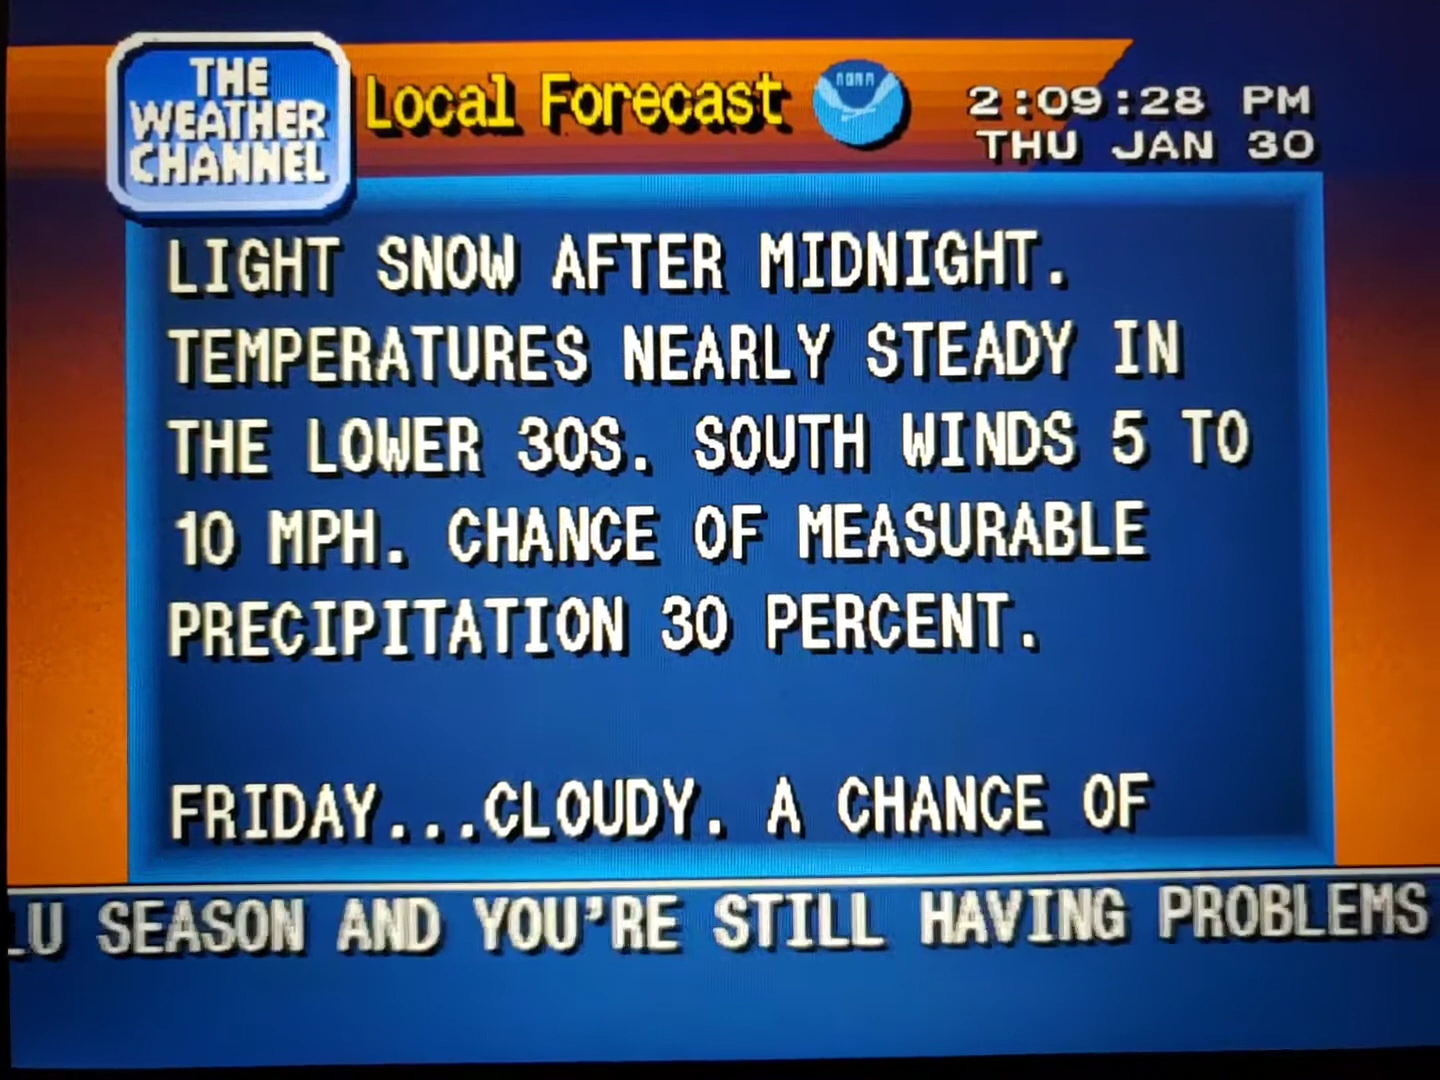 THE
WEATHER
CHANNEL
Local Forecast
NOAA
2:09:28 PM
THU JAN 30
LIGHT SNOW AFTER MIDNIGHT.
TEMPERATURES NEARLY STEADY IN
THE LOWER 30S. SOUTH WINDS 5 TO
10 MPH. CHANCE OF MEASURABLE
PRECIPITATION 30 PERCENT.
FRIDAY...CLOUDY. A CHANCE OF
LU SEASON AND YOU'RE STILL HAVING PROBLEMS